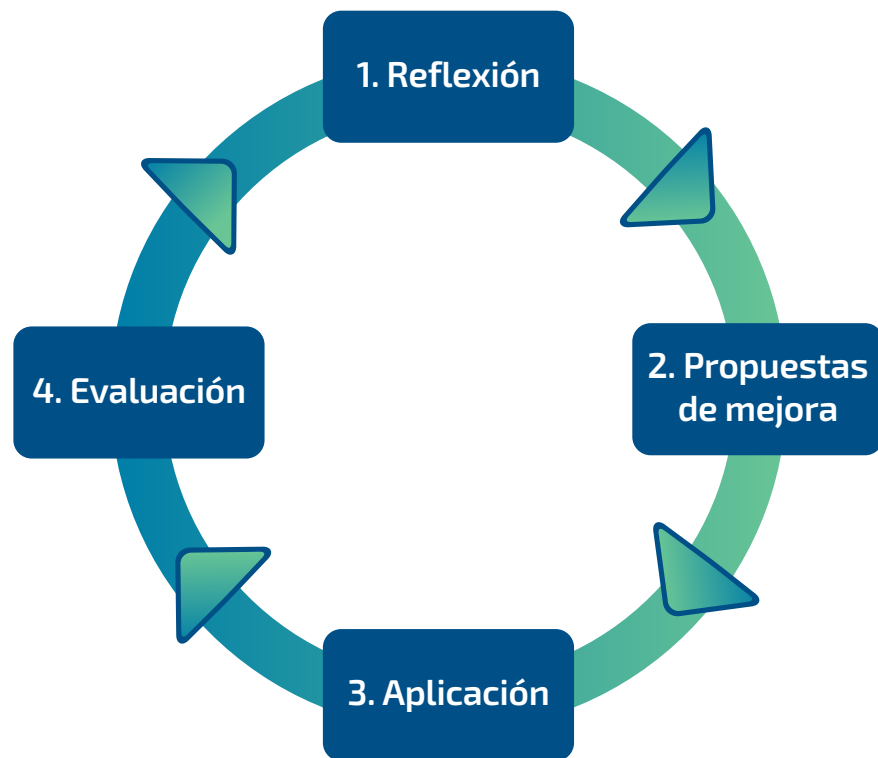 1. Reflexión
2. Propuestas
de mejora
3. Aplicación
4. Evaluación